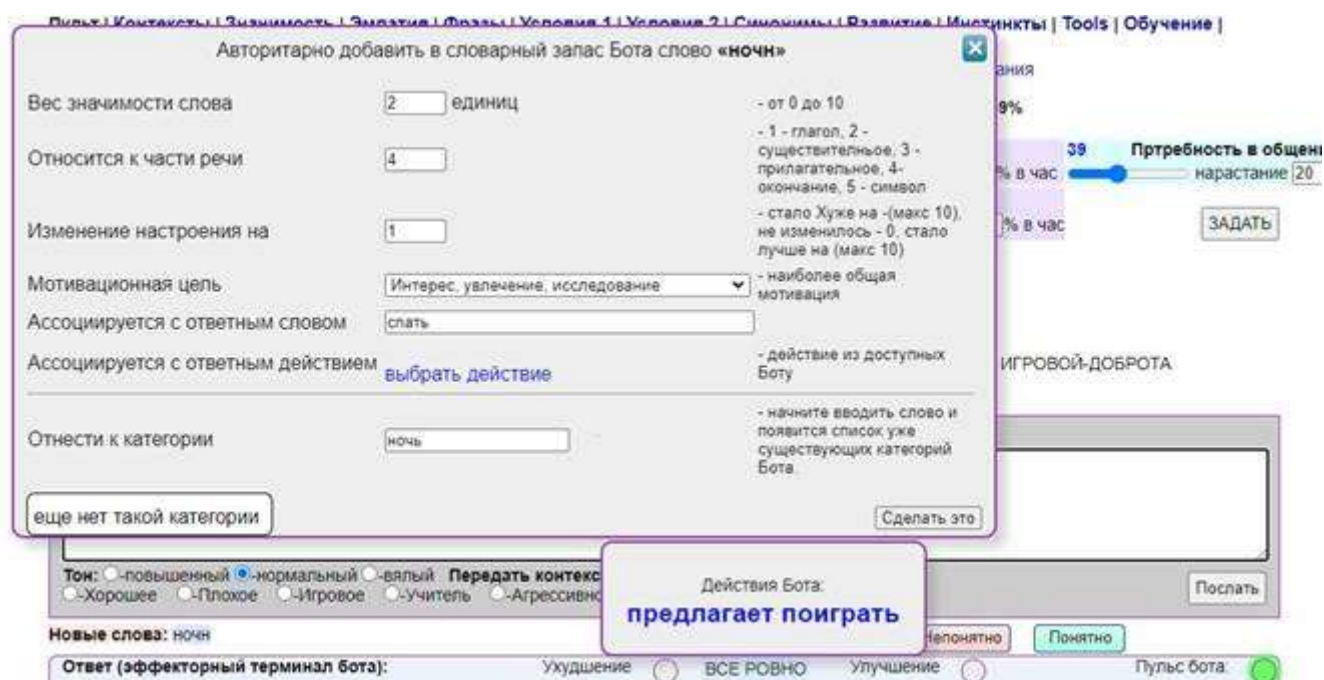 Пульт | Контексты | Значимость | Эмпатия | Фразы | Условия 1 | Условия 2 | Синонимы | Развитие | Инстинкты | Tools | Обучение |
Авторитарно добавить в словарный запас Бота слово «ночн»
ания
9%
Вес значимости слова 2 единиц - от 0 до 10
Относится к части речи 4 - 1 - глагол, 2 -
существительное, 3 -
прилагательное, 4-
окончание, 5 - символ
39 Пртребность в общени
% в час нарастание 20
Изменение настроения на 1 - стало Хуже на -(макс 10),
не изменилось - 0, стало
лучше на (макс 10)
% в час ЗАДАТЬ
Мотивационная цель Интерес, увлечение, исследование - наиболее общая
мотивация
Ассоциируется с ответным словом спать
Ассоциируется с ответным действием выбрать действие - действие из доступных
Боту
ИГРОВОЙ-ДОБРОТА
Отнести к категории ночь - начните вводить слово и
появится список уже
существующих категорий
Бота.
еще нет такой категории Сделать это
Тон: -повышенный -нормальный -вялый Передать контекс
-Хорошее -Плохое -Игровое -Учитель -Агрессивно
Послать
Действия Бота:
предлагает поиграть
Новые слова: ночн Непонятно Понятно
Ответ (эффекторный терминал бота): Ухудшение ВСЕ РОВНО Улучшение Пульс бота: